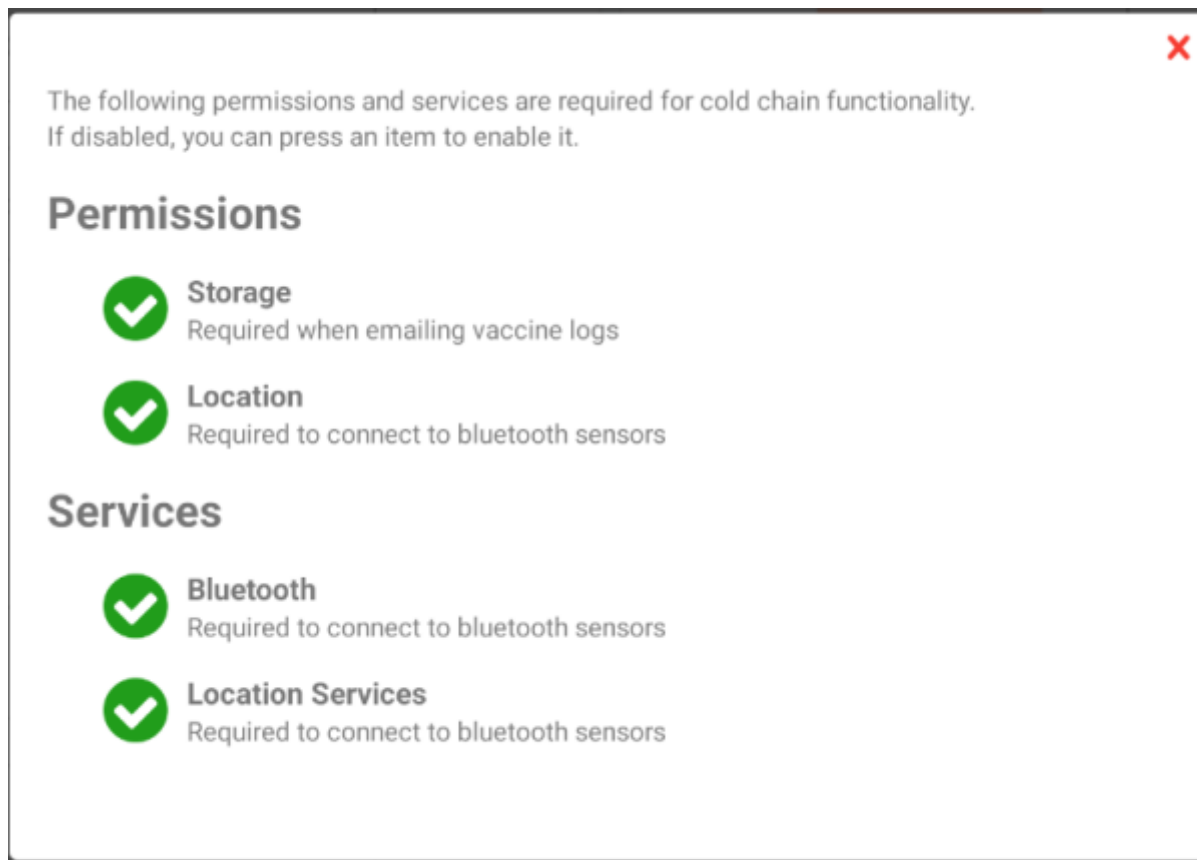 The following permissions and services are required for cold chain functionality.
If disabled, you can press an item to enable it.
Permissions
Storage
Required when emailing vaccine logs
Location
Required to connect to bluetooth sensors
Services
Bluetooth
Required to connect to bluetooth sensors
Location Services
Required to connect to bluetooth sensors